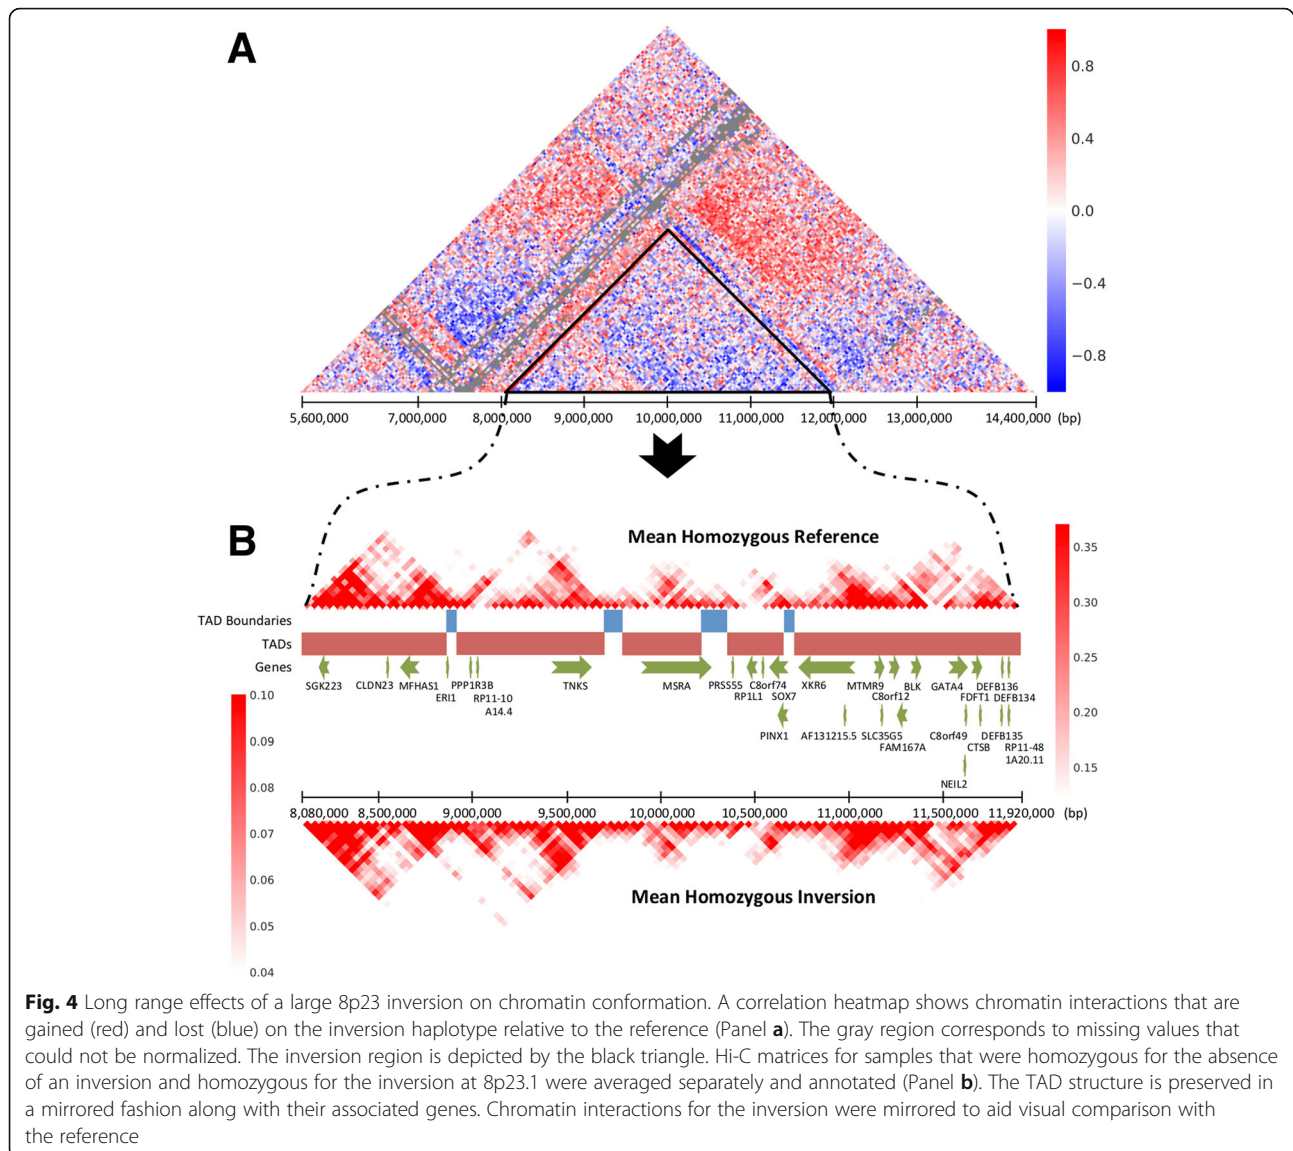 A
0.8
0.4
0.0
−0.4
−0.8
5,600,000 7,000,000 8,000,000 9,000,000 10,000,000 11,000,000 12,000,000 13,000,000 14,400,000 (bp)
B
Mean Homozygous Reference
0.35
0.30
0.25
0.20
0.15
TAD Boundaries
TADs
Genes
SGK223 CLDN23 MFHAS1 PPP1R3B TNKS MSRA PRSS55 C8orf74 XKR6 MTMR9 BLK GATA4 DEFB136
ERI1 RP11-10 RP1L1 SOX7 C8orf12 FDFT1 DEFB134
A14.4
PINX1 AF131215.5 SLC35G5 C8orf49 DEFB135
FAM167A CTSB RP11-48
1A20.11
NEIL2
0.10
0.09
0.08
0.07
0.06
0.05
0.04
8,080,000 8,500,000 9,000,000 9,500,000 10,000,000 10,500,000 11,000,000 11,500,000 11,920,000 (bp)
Mean Homozygous Inversion
Fig. 4 Long range effects of a large 8p23 inversion on chromatin conformation. A correlation heatmap shows chromatin interactions that are
gained (red) and lost (blue) on the inversion haplotype relative to the reference (Panel a). The gray region corresponds to missing values that
could not be normalized. The inversion region is depicted by the black triangle. Hi-C matrices for samples that were homozygous for the absence
of an inversion and homozygous for the inversion at 8p23.1 were averaged separately and annotated (Panel b). The TAD structure is preserved in
a mirrored fashion along with their associated genes. Chromatin interactions for the inversion were mirrored to aid visual comparison with
the reference